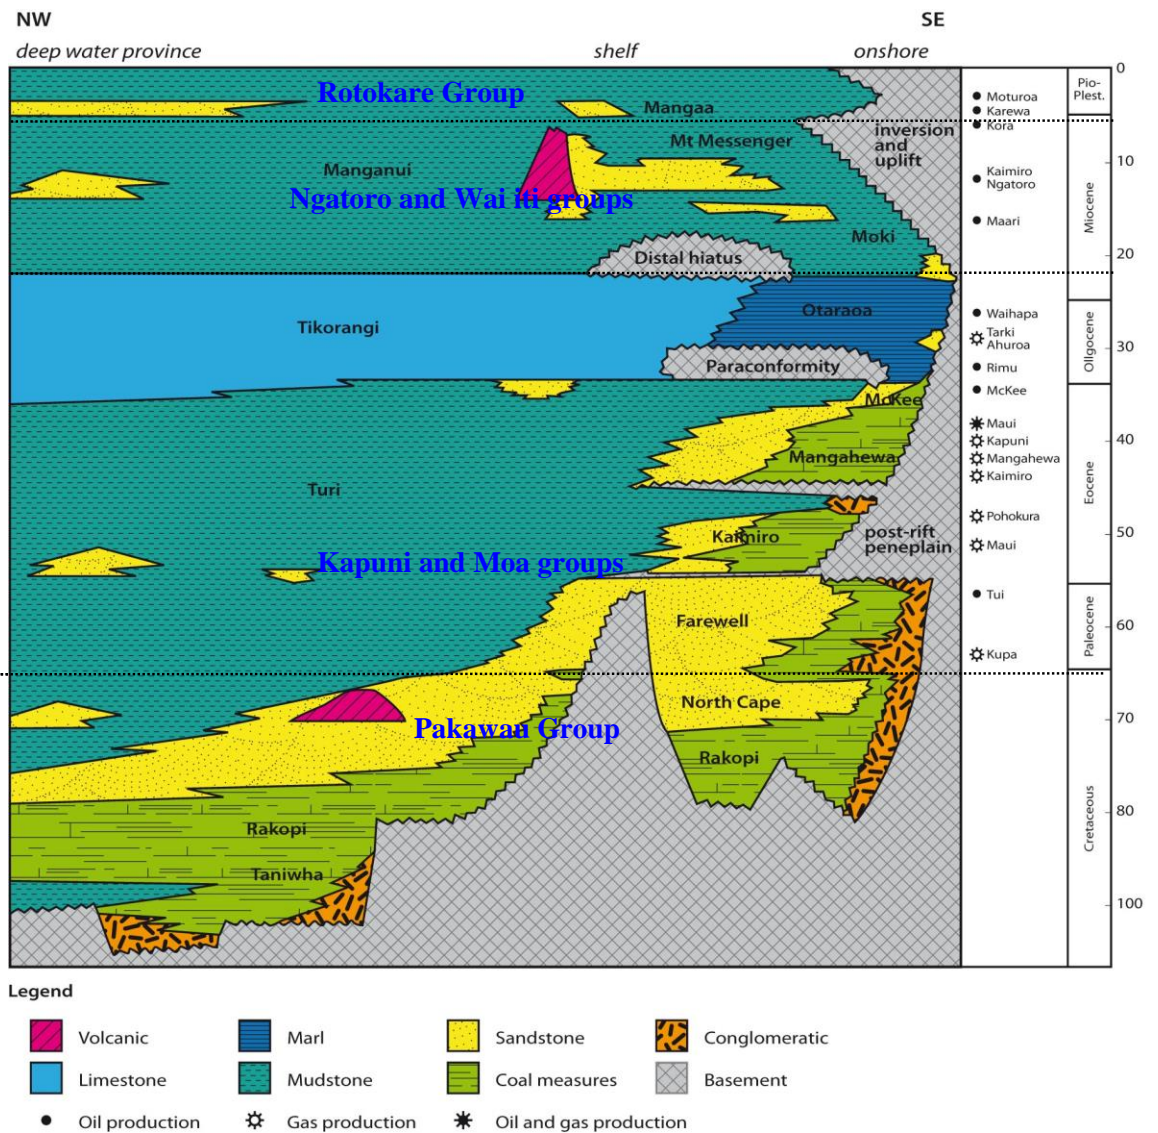 NW
SE
deep water province
shelf
onshore
0
Rotokare Group
Pio-
Plest.
Moturoa
Mangaa
Karewa
Kora
inversion
and
uplift
Mt Messenger
10
Manganui
Kaimiro
Ngatoro
Ngatoro and Wai iti groups
Miocene
Maari
Moki
20
Distal hiatus
Otaraoa
Waihapa
Tikorangi
Tarki
Ahuroa
Ollgocene
30
Paraconformity
Rimu
McKee
McKee
Maui
40
Kapuni
Mangahewa
Mangahewa
Kaimiro
Eocene
Turi
Pohokura
Kaimiro
post-rift
peneplain
50
Maui
Kapuni and Moa groups
Tui
Farewell
60
Paleocene
Kupa
North Cape
70
Pakawau Group
Rakopi
80
Cretaceous
Rakopi
Taniwha
100
Legend
Volcanic
Marl
Sandstone
Conglomeratic
Limestone
Mudstone
Coal measures
Basement
Oil production
Gas production
Oil and gas production